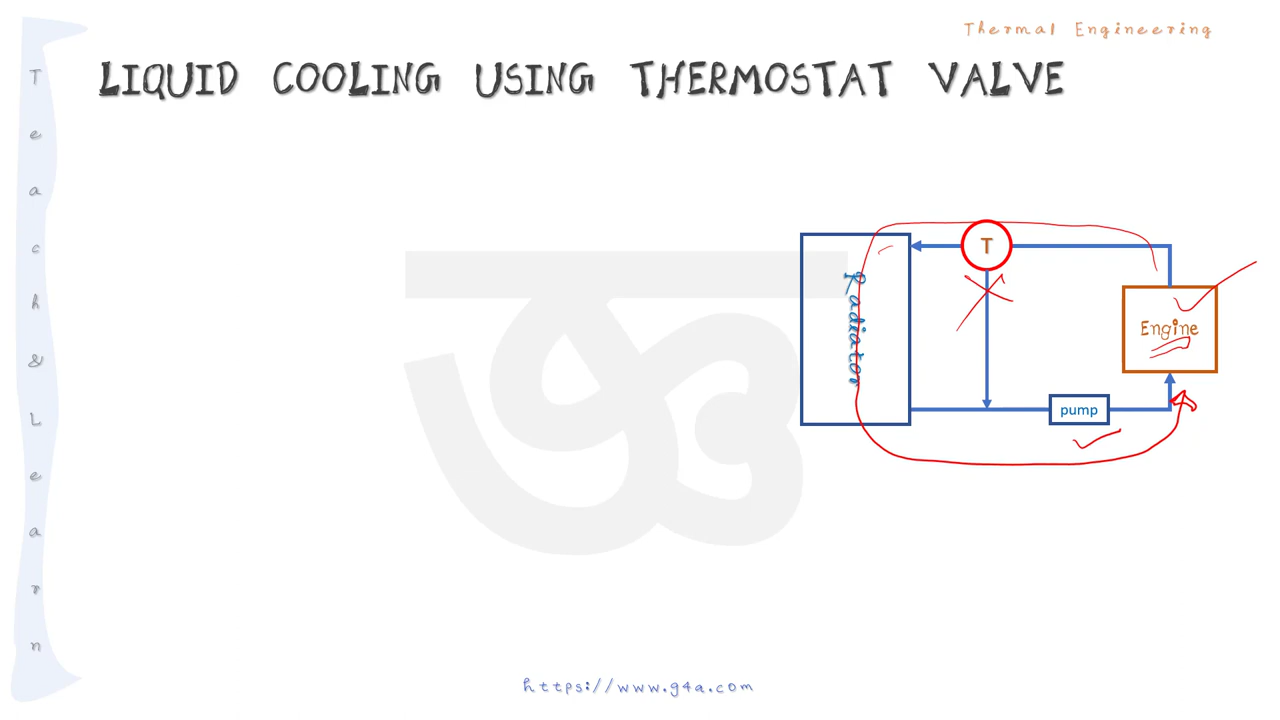 Thermal Engineering
LIQUID COOLING USING THERMOSTAT VALVE
Teach & Learn
T
Radiator
Engine
pump
https://www.g4a.com